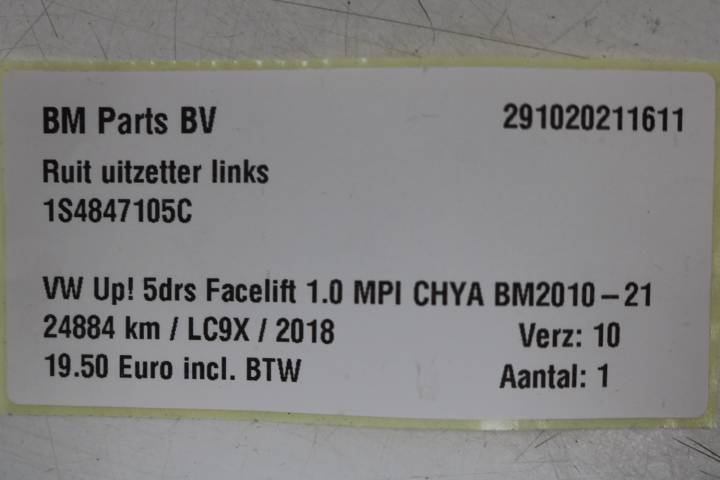 BM Parts BV 291020211611
Ruit uitzetter links
1S4847105C
VW Up! 5drs Facelift 1.0 MPI CHYA BM2010-21
24884 km / LC9X / 2018 Verz: 10
19.50 Euro incl. BTW Aantal: 1